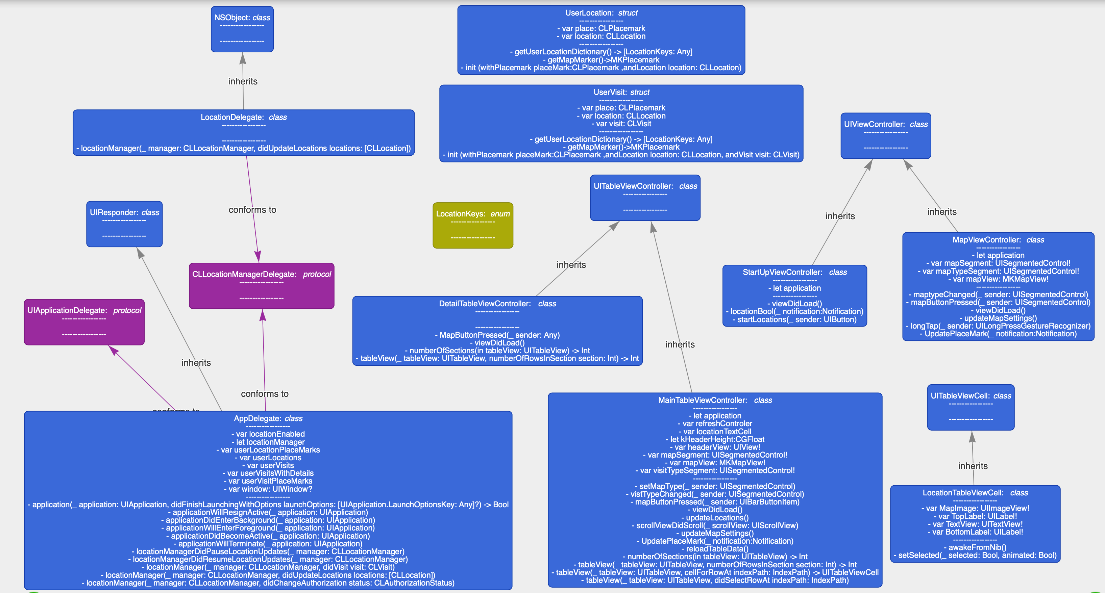 NSObject: class
-----------------
-----------------
inherits
LocationDelegate: class
-----------------
-----------------
- locationManager(_ manager: CLLocationManager, didUpdateLocations locations: [CLLocation])
conforms to
UserLocation: struct
-----------------
- var place: CLPlacemark
- var location: CLLocation
-----------------
- getUserLocationDictionary() -> [LocationKeys: Any]
- getMapMarker()->MKPlacemark
- init (withPlacemark placeMark:CLPlacemark ,andLocation location: CLLocation)
UserVisit: struct
-----------------
- var place: CLPlacemark
- var location: CLLocation
- var visit: CLVisit
-----------------
- getUserLocationDictionary() -> [LocationKeys: Any]
- getMapMarker()->MKPlacemark
- init (withPlacemark placeMark:CLPlacemark ,andLocation location: CLLocation, andVisit visit: CLVisit)
UIViewController: class
-----------------
-----------------
inherits
inherits
UITableViewController: class
-----------------
-----------------
inherits
inherits
LocationKeys: enum
-----------------
-----------------
UIResponder: class
-----------------
-----------------
inherits
CLLocationManagerDelegate: protocol
-----------------
-----------------
conforms to
UIApplicationDelegate: protocol
-----------------
-----------------
conforms to
StartUpViewController: class
-----------------
- let application
-----------------
- viewDidLoad()
- locationBool(_ notification:Notification)
- startLocations(_ sender: UIButton)
MapViewController: class
-----------------
- let application
- var mapSegment: UISegmentedControl!
- var mapTypeSegment: UISegmentedControl!
- var mapView: MKMapView!
-----------------
- maptypeChanged(_ sender: UISegmentedControl)
- mapButtonPressed(_ sender: UISegmentedControl)
- viewDidLoad()
- updateMapSettings()
- longTap(_ sender: UILongPressGestureRecognizer)
- UpdatePlaceMark(_ notification:Notification)
DetailTableViewController: class
-----------------
-----------------
- MapButtonPressed(_ sender: Any)
- viewDidLoad()
- numberOfSections(in tableView: UITableView) -> Int
- tableView(_ tableView: UITableView, numberOfRowsInSection section: Int) -> Int
AppDelegate: class
-----------------
- var locationEnabled
- let locationManager
- var userLocationPlaceMarks
- var userLocations
- var userVisits
- var userVisitsWithDetails
- var userVisitPlaceMarks
- var window: UIWindow?
-----------------
- application(_ application: UIApplication, didFinishLaunchingWithOptions launchOptions: [UIApplication.LaunchOptionsKey: Any]?) -> Bool
- applicationWillResignActive(_ application: UIApplication)
- applicationDidEnterBackground(_ application: UIApplication)
- applicationWillEnterForeground(_ application: UIApplication)
- applicationDidBecomeActive(_ application: UIApplication)
- applicationWillTerminate(_ application: UIApplication)
- locationManagerDidPauseLocationUpdates(_ manager: CLLocationManager)
- locationManagerDidResumeLocationUpdates(_ manager: CLLocationManager)
- locationManager(_ manager: CLLocationManager, didVisit visit: CLVisit)
- locationManager(_ manager: CLLocationManager, didUpdateLocations locations: [CLLocation])
- locationManager(_ manager: CLLocationManager, didChangeAuthorization status: CLAuthorizationStatus)
MainTableViewController: class
-----------------
- let application
- var refreshControler
- var locationTextCell
- let kHeaderHeight:CGFloat
- var headerView: UIView!
- var mapSegment: UISegmentedControl!
- var mapView: MKMapView!
- var visitTypeSegment: UISegmentedControl!
-----------------
- setMapType(_ sender: UISegmentedControl)
- vistTypeChanged(_ sender: UISegmentedControl)
- mapButtonPressed(_ sender: UIBarButtonItem)
- viewDidLoad()
- updateLocations()
- scrollViewDidScroll(_ scrollView: UIScrollView)
- updateMapSettings()
- UpdatePlaceMark(_ notification:Notification)
- reloadTableData()
- numberOfSections(in tableView: UITableView) -> Int
- tableView(_ tableView: UITableView, numberOfRowsInSection section: Int) -> Int
- tableView(_ tableView: UITableView, cellForRowAt indexPath: IndexPath) -> UITableViewCell
- tableView(_ tableView: UITableView, didSelectRowAt indexPath: IndexPath)
UITableViewCell: class
-----------------
-----------------
inherits
LocationTableViewCell: class
-----------------
- var MapImage: UIImageView!
- var TopLabel: UILabel!
- var TextView: UITextView!
- var BottomLabel: UILabel!
-----------------
- awakeFromNib()
- setSelected(_ selected: Bool, animated: Bool)